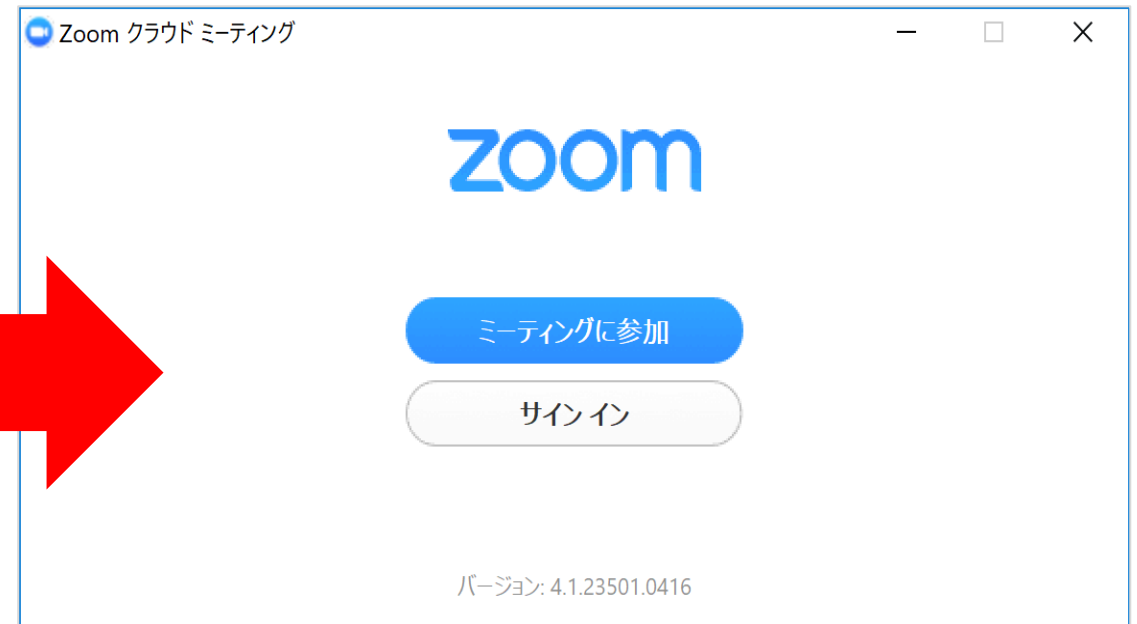 Zoom クラウド ミーティング
zoom
ミーティングに参加
サイン イン
バージョン: 4.1.23501.0416